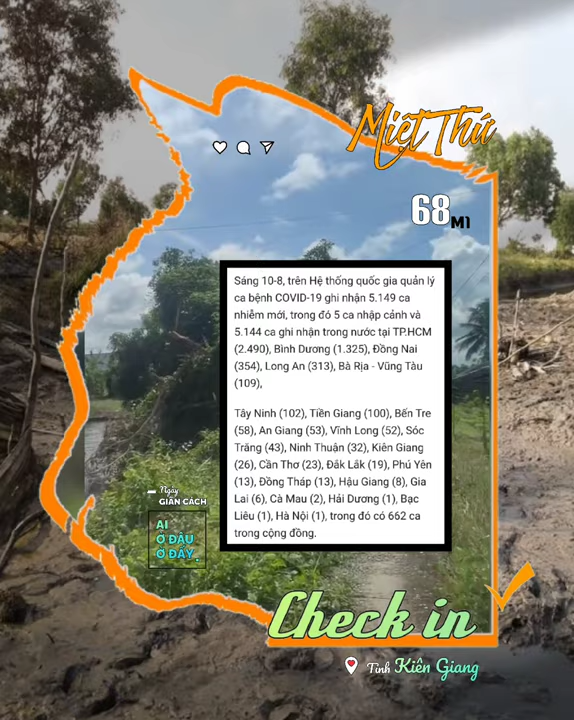 Miệt Thứ
68M1
Sáng 10-8, trên Hệ thống quốc gia quản lý
ca bệnh COVID-19 ghi nhận 5.149 ca
nhiễm mới, trong đó 5 ca nhập cảnh và
5.144 ca ghi nhận trong nước tại TP.HCM
(2.490), Bình Dương (1.325), Đồng Nai
(354), Long An (313), Bà Rịa - Vũng Tàu
(109),
Tây Ninh (102), Tiền Giang (100), Bến Tre
(58), An Giang (53), Vĩnh Long (52), Sóc
Trăng (43), Ninh Thuận (32), Kiên Giang
(26), Cần Thơ (23), Đắk Lắk (19), Phú Yên
(13), Đồng Tháp (13), Hậu Giang (8), Gia
Lai (6), Cà Mau (2), Hải Dương (1), Bạc
Liêu (1), Hà Nội (1), trong đó có 662 ca
trong cộng đồng.
Ngày
GIÃN CÁCH
AI
Ở ĐÂU
Ở ĐẤY.
Check in
Tỉnh Kiên Giang